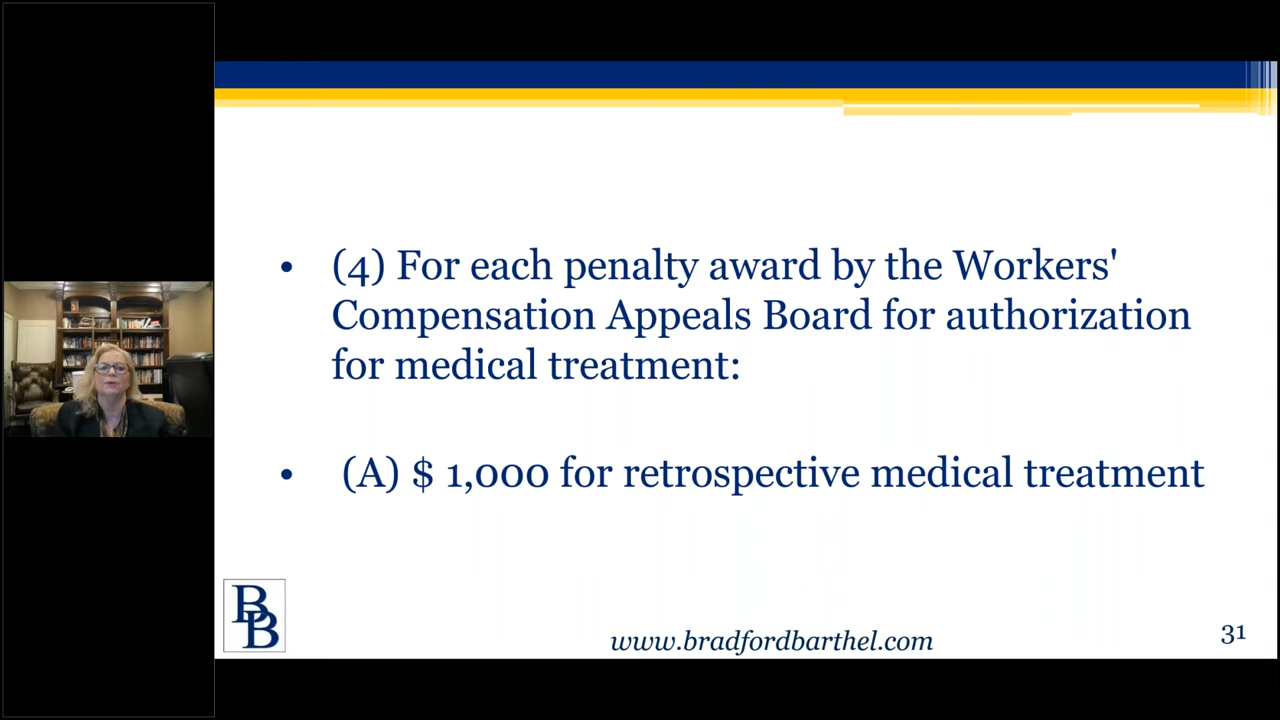 • (4) For each penalty award by the Workers'
Compensation Appeals Board for authorization
for medical treatment:
• (A) $ 1,000 for retrospective medical treatment
BB
www.bradfordbarthel.com
31